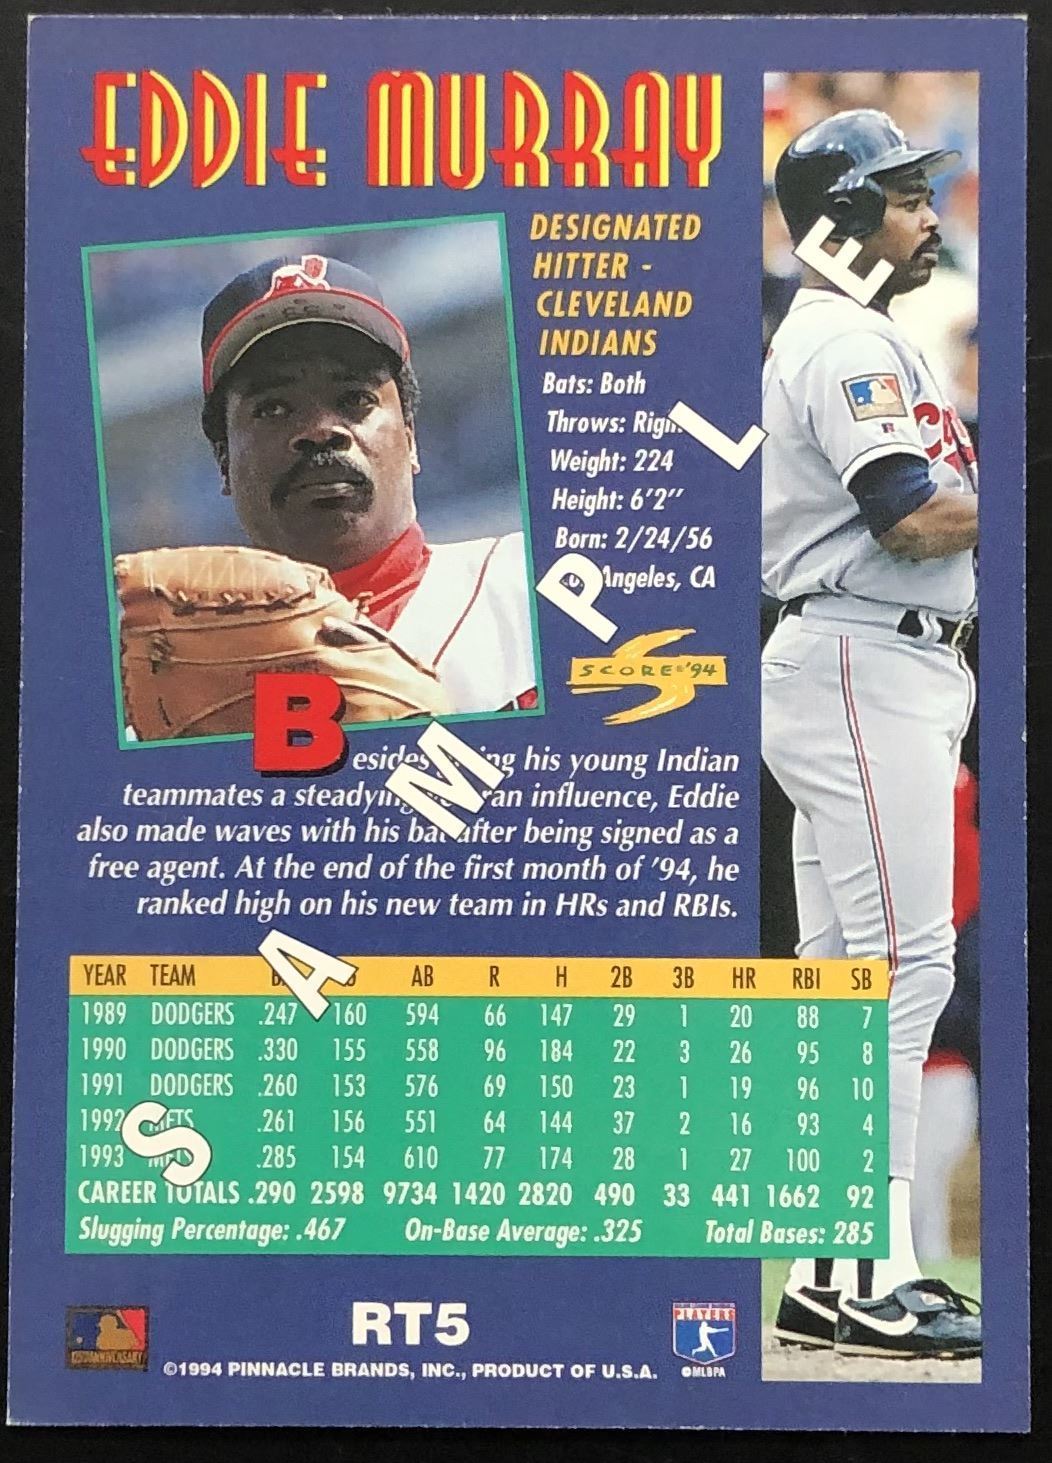 EDDIE MURRAY
DESIGNATED
HITTER -
CLEVELAND
INDIANS
Bats: Both
Throws:
Weight: 224
Height: 6'2"
Born: 2/24/56
Angeles, CA
SCORE® '94
SAMPLE
Besides his young Indian
teammates a influence, Eddie
also made waves with his bat after being signed as a
free agent. At the end of the first month of '94, he
ranked high on his new team in HRs and RBIs.
YEAR TEAM AB R H 2B 3B HR RBI SB
1989 DODGERS .247 160 594 66 147 29 1 20 88 7
1990 DODGERS .330 155 558 96 184 22 3 26 95 8
1991 DODGERS .260 153 576 69 150 23 1 19 96 10
1992 METS .261 156 551 64 144 37 2 16 93 4
1993 METS .285 154 610 77 174 28 1 27 100 2
CAREER TOTALS .290 2598 9734 1420 2820 490 33 441 1662 92
Slugging Percentage: .467 On-Base Average: .325 Total Bases: 285
RT5
©1994 PINNACLE BRANDS, INC., PRODUCT OF U.S.A.
125th ANNIVERSARY
PLAYERS
©MLBPA